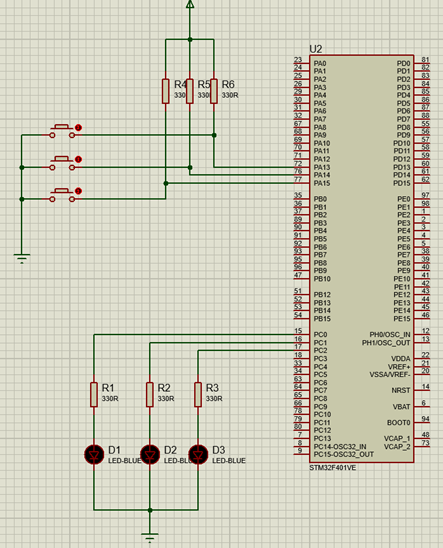 U2
23 PA0 PD0 81
24 PA1 PD1 82
25 PA2 PD2 83
26 PA3 PD3 84
29 PA4 PD4 85
30 PA5 PD5 86
31 PA6 PD6 87
32 PA7 PD7 88
67 PA8 PD8 55
68 PA9 PD9 56
69 PA10 PD10 57
70 PA11 PD11 58
71 PA12 PD12 59
72 PA13 PD13 60
76 PA14 PD14 61
77 PA15 PD15 62
R4 R5 R6
330 330 330R
35 PB0 PE0 97
36 PB1 PE1 98
37 PB2 PE2 1
89 PB3 PE3 2
90 PB4 PE4 3
91 PB5 PE5 4
92 PB6 PE6 5
93 PB7 PE7 38
95 PB8 PE8 39
96 PB9 PE9 40
47 PB10 PE10 41
PE11 42
51 PB12 PE12 43
52 PB13 PE13 44
53 PB14 PE14 45
54 PB15 PE15 46
15 PC0 PH0/OSC_IN 12
16 PC1 PH1/OSC_OUT 13
17 PC2
18 PC3 VDDA 22
33 PC4 VREF+ 21
34 PC5 VSSA/VREF- 20
63 PC6
64 PC7 NRST 14
65 PC8
66 PC9 VBAT 6
78 PC10
79 PC11 BOOT0 94
80 PC12
7 PC13 VCAP_1 48
8 PC14-OSC32_IN VCAP_2 73
9 PC15-OSC32_OUT
STM32F401VE
R1 R2 R3
330R 330R 330R
D1 D2 D3
LED-BLUE LED-BLUE LED-BLUE